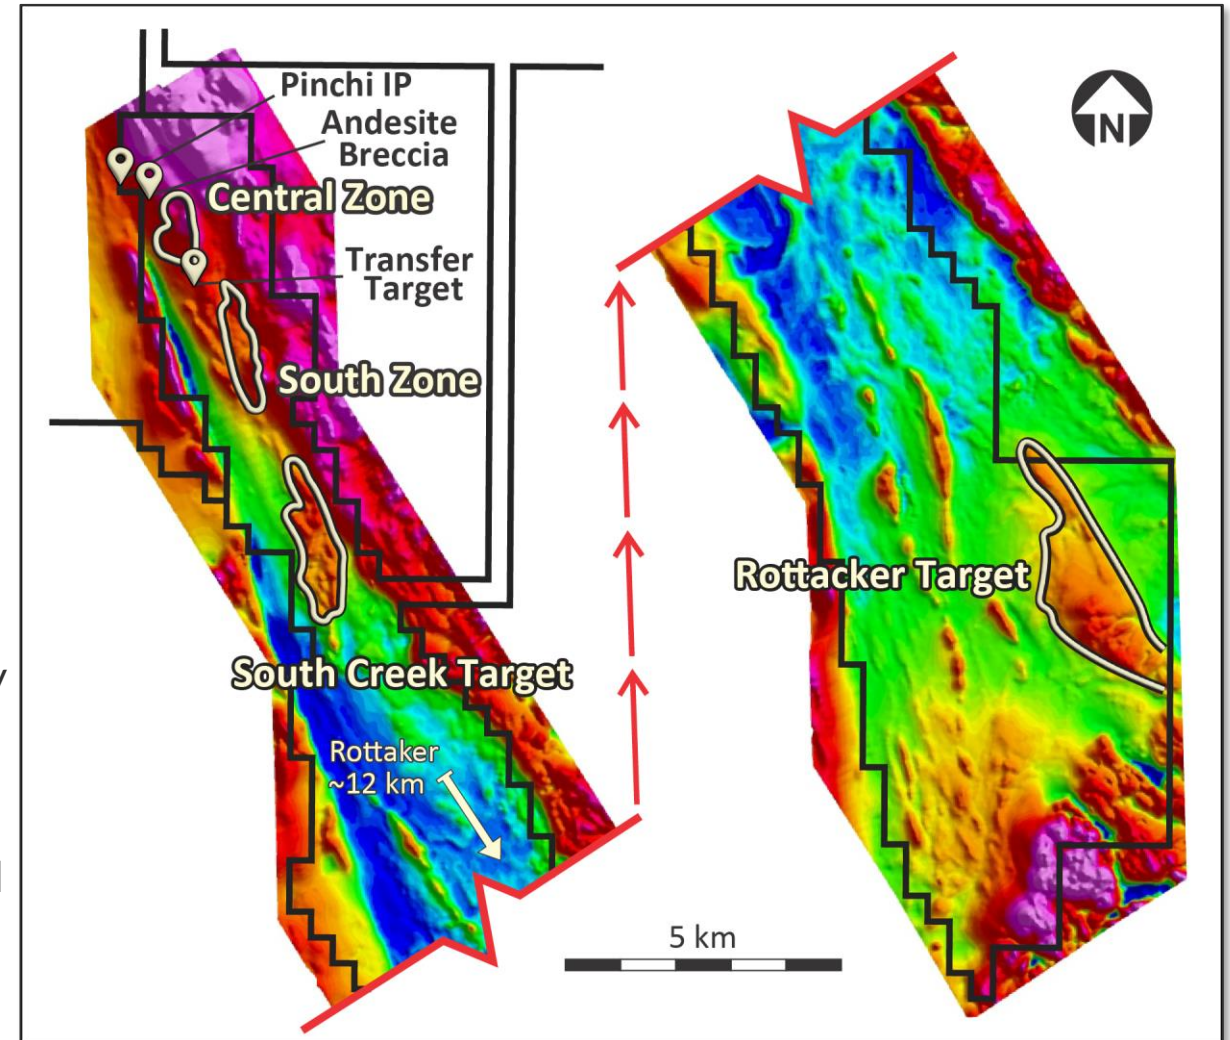 Pinchi IP
Andesite
Breccia
Central Zone
Transfer
Target
South Zone
South Creek Target
Rottaker
~12 km
N
Rottacker Target
5 km